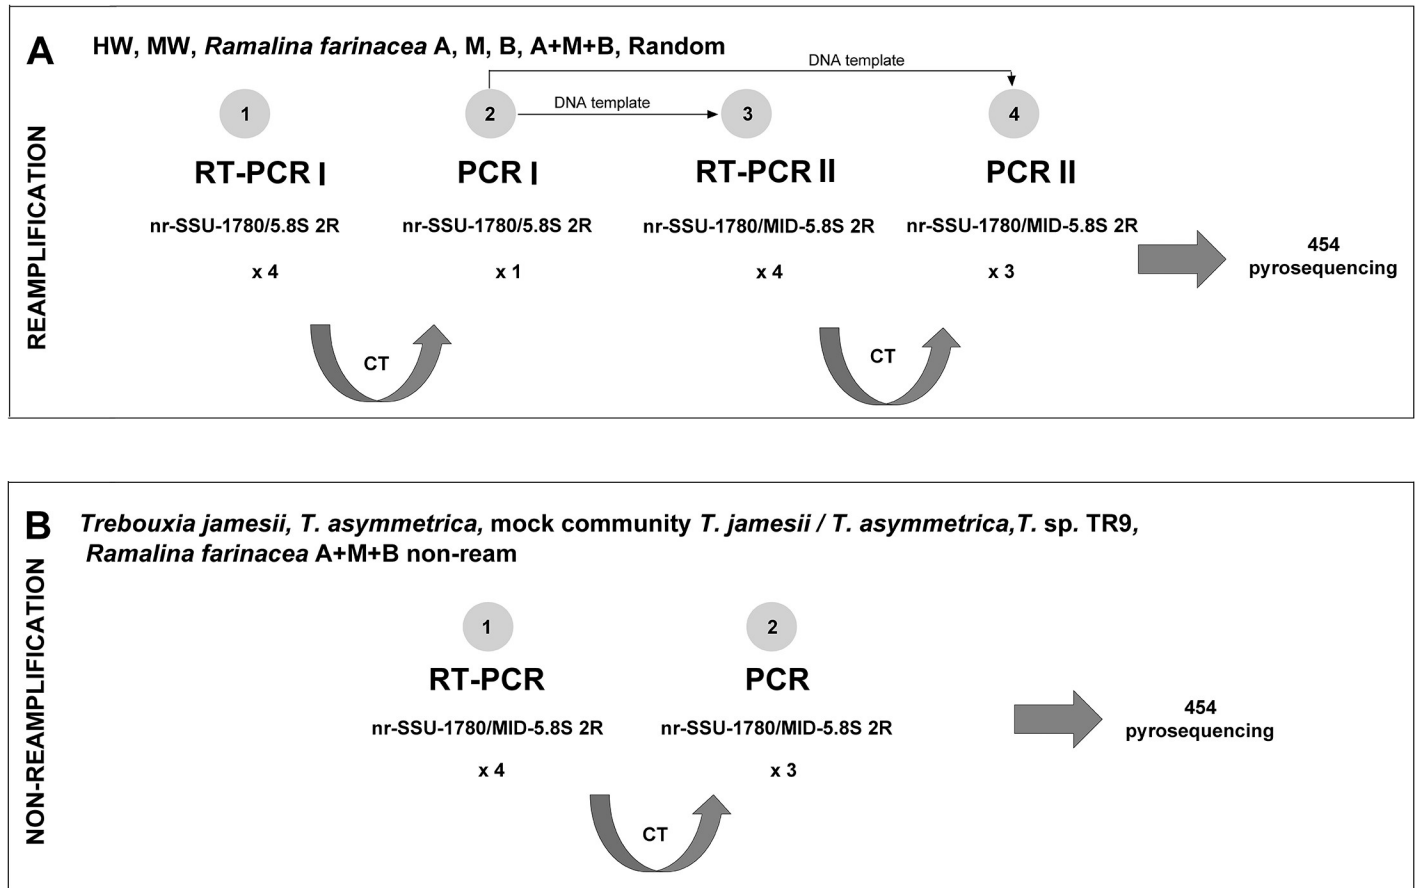 A
HW, MW, Ramalina farinacea A, M, B, A+M+B, Random
DNA template
DNA template
1
2
3
4
REAMPLIFICATION
RT-PCR I
PCR I
RT-PCR II
PCR II
nr-SSU-1780/5.8S 2R
nr-SSU-1780/5.8S 2R
nr-SSU-1780/MID-5.8S 2R
nr-SSU-1780/MID-5.8S 2R
x 4
x 1
x 4
x 3
454
pyrosequencing
CT
CT
B
Trebouxia jamesii, T. asymmetrica, mock community T. jamesii / T. asymmetrica,T. sp. TR9,
Ramalina farinacea A+M+B non-ream
NON-REAMPLIFICATION
1
2
RT-PCR
PCR
nr-SSU-1780/MID-5.8S 2R
nr-SSU-1780/MID-5.8S 2R
x 4
x 3
454
pyrosequencing
CT